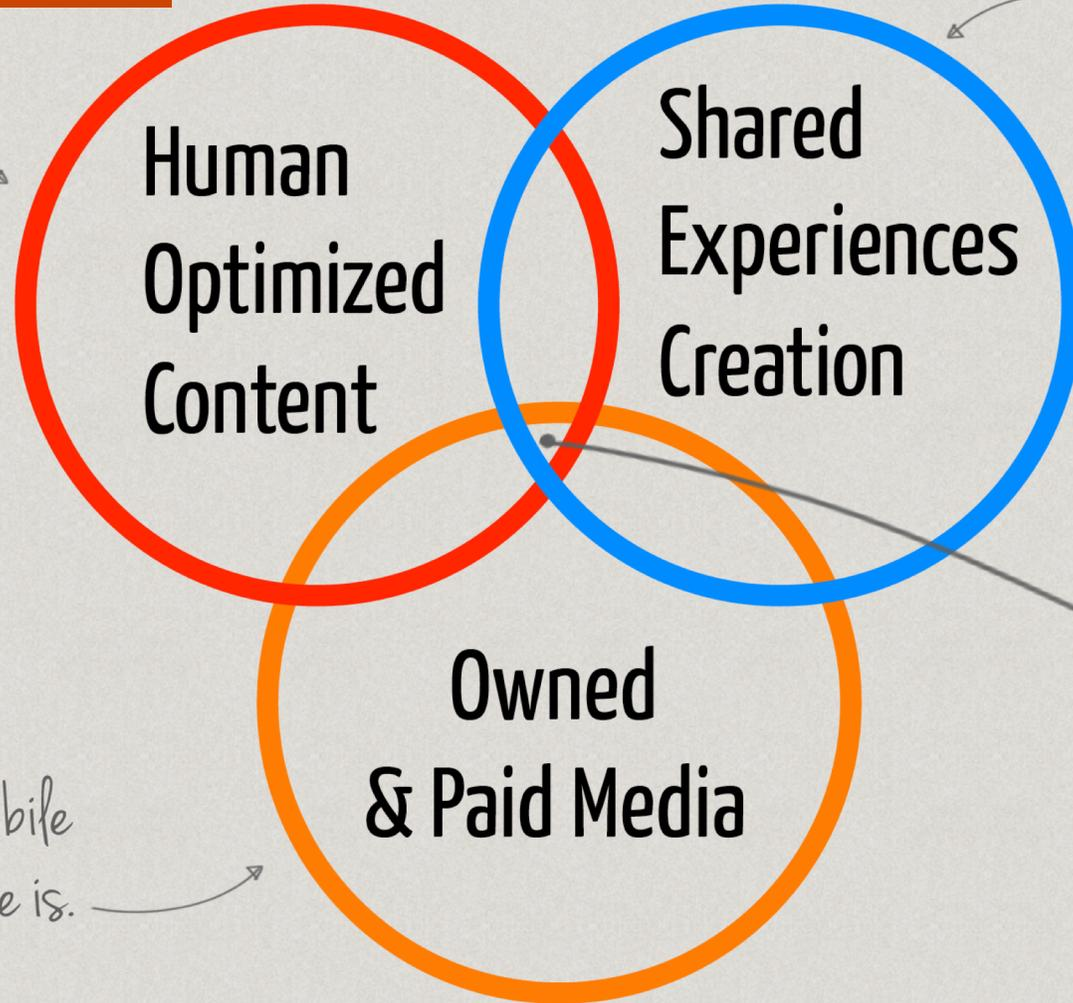 Human
Optimized
Content
Shared
Experiences
Creation
Owned
& Paid Media
bile
e is.